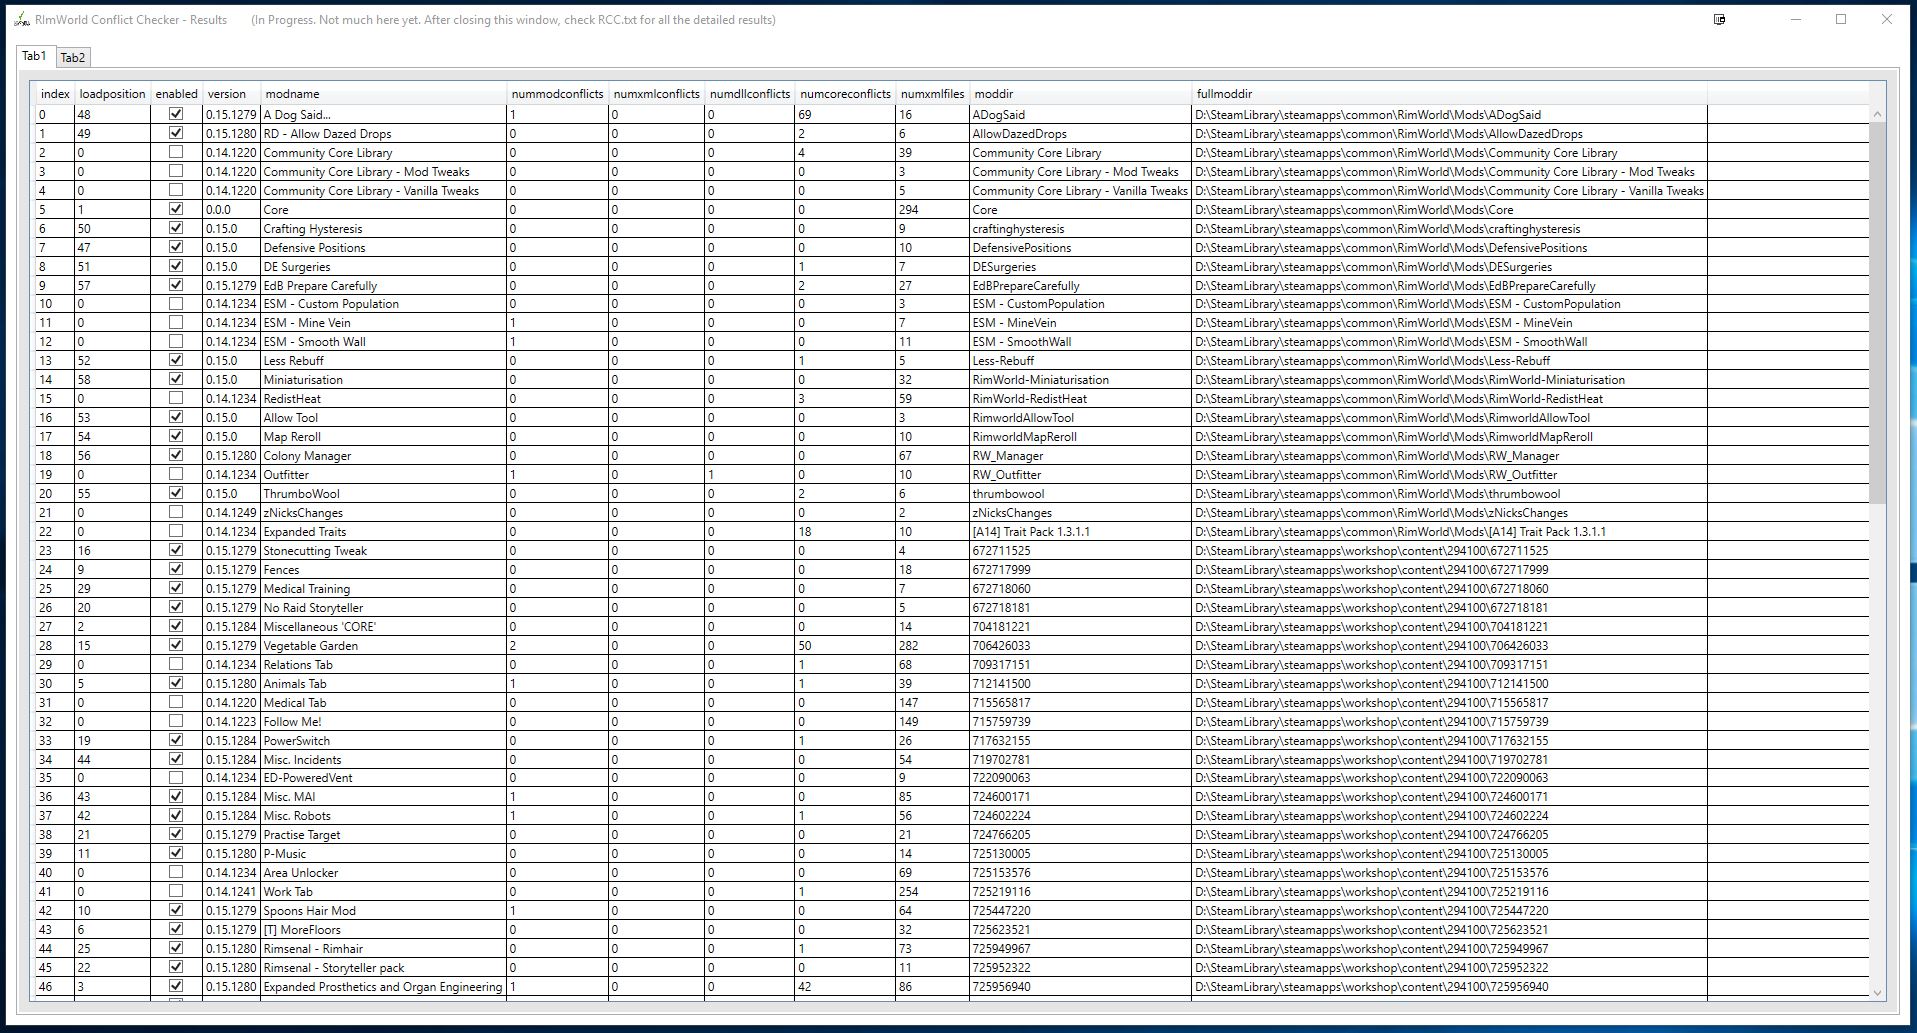 RImWorld Conflict Checker - Results (In Progress. Not much here yet. After closing this window, check RCC.txt for all the detailed results)
Tab1 Tab2
index loadposition enabled version modname nummodconflicts numxmlconflicts numdllconflicts numcoreconflicts numxmlfiles moddir fullmoddir
0 48 0.15.1279 A Dog Said... 1 0 0 69 16 ADogSaid D:\SteamLibrary\steamapps\common\RimWorld\Mods\ADogSaid
1 49 0.15.1280 RD - Allow Dazed Drops 0 0 0 2 6 AllowDazedDrops D:\SteamLibrary\steamapps\common\RimWorld\Mods\AllowDazedDrops
2 0 0.14.1220 Community Core Library 0 0 0 4 39 Community Core Library D:\SteamLibrary\steamapps\common\RimWorld\Mods\Community Core Library
3 0 0.14.1220 Community Core Library - Mod Tweaks 0 0 0 0 3 Community Core Library - Mod Tweaks D:\SteamLibrary\steamapps\common\RimWorld\Mods\Community Core Library - Mod Tweaks
4 0 0.14.1220 Community Core Library - Vanilla Tweaks 0 0 0 0 5 Community Core Library - Vanilla Tweaks D:\SteamLibrary\steamapps\common\RimWorld\Mods\Community Core Library - Vanilla Tweaks
5 1 0.0.0 Core 0 0 0 0 294 Core D:\SteamLibrary\steamapps\common\RimWorld\Mods\Core
6 50 0.15.0 Crafting Hysteresis 0 0 0 0 9 craftinghysteresis D:\SteamLibrary\steamapps\common\RimWorld\Mods\craftinghysteresis
7 47 0.15.0 Defensive Positions 0 0 0 0 10 DefensivePositions D:\SteamLibrary\steamapps\common\RimWorld\Mods\DefensivePositions
8 51 0.15.0 DE Surgeries 0 0 0 1 7 DESurgeries D:\SteamLibrary\steamapps\common\RimWorld\Mods\DESurgeries
9 57 0.15.1279 EdB Prepare Carefully 0 0 0 2 27 EdBPrepareCarefully D:\SteamLibrary\steamapps\common\RimWorld\Mods\EdBPrepareCarefully
10 0 0.14.1234 ESM - Custom Population 0 0 0 0 3 ESM - CustomPopulation D:\SteamLibrary\steamapps\common\RimWorld\Mods\ESM - CustomPopulation
11 0 0.14.1234 ESM - Mine Vein 1 0 0 0 7 ESM - MineVein D:\SteamLibrary\steamapps\common\RimWorld\Mods\ESM - MineVein
12 0 0.14.1234 ESM - Smooth Wall 1 0 0 0 11 ESM - SmoothWall D:\SteamLibrary\steamapps\common\RimWorld\Mods\ESM - SmoothWall
13 52 0.15.0 Less Rebuff 0 0 0 1 5 Less-Rebuff D:\SteamLibrary\steamapps\common\RimWorld\Mods\Less-Rebuff
14 58 0.15.0 Miniaturisation 0 0 0 0 32 RimWorld-Miniaturisation D:\SteamLibrary\steamapps\common\RimWorld\Mods\RimWorld-Miniaturisation
15 0 0.14.1234 RedistHeat 0 0 0 3 59 RimWorld-RedistHeat D:\SteamLibrary\steamapps\common\RimWorld\Mods\RimWorld-RedistHeat
16 53 0.15.0 Allow Tool 0 0 0 0 3 RimworldAllowTool D:\SteamLibrary\steamapps\common\RimWorld\Mods\RimworldAllowTool
17 54 0.15.0 Map Reroll 0 0 0 0 10 RimworldMapReroll D:\SteamLibrary\steamapps\common\RimWorld\Mods\RimworldMapReroll
18 56 0.15.1280 Colony Manager 0 0 0 0 67 RW_Manager D:\SteamLibrary\steamapps\common\RimWorld\Mods\RW_Manager
19 0 0.14.1234 Outfitter 1 0 1 0 10 RW_Outfitter D:\SteamLibrary\steamapps\common\RimWorld\Mods\RW_Outfitter
20 55 0.15.0 ThrumboWool 0 0 0 2 6 thrumbowool D:\SteamLibrary\steamapps\common\RimWorld\Mods\thrumbowool
21 0 0.14.1249 zNicksChanges 0 0 0 0 2 zNicksChanges D:\SteamLibrary\steamapps\common\RimWorld\Mods\zNicksChanges
22 0 0.14.1234 Expanded Traits 0 0 0 18 10 [A14] Trait Pack 1.3.1.1 D:\SteamLibrary\steamapps\common\RimWorld\Mods\[A14] Trait Pack 1.3.1.1
23 16 0.15.1279 Stonecutting Tweak 0 0 0 0 4 672711525 D:\SteamLibrary\steamapps\workshop\content\294100\672711525
24 9 0.15.1279 Fences 0 0 0 0 18 672717999 D:\SteamLibrary\steamapps\workshop\content\294100\672717999
25 29 0.15.1279 Medical Training 0 0 0 0 7 672718060 D:\SteamLibrary\steamapps\workshop\content\294100\672718060
26 20 0.15.1279 No Raid Storyteller 0 0 0 0 5 672718181 D:\SteamLibrary\steamapps\workshop\content\294100\672718181
27 2 0.15.1284 Miscellaneous 'CORE' 0 0 0 0 14 704181221 D:\SteamLibrary\steamapps\workshop\content\294100\704181221
28 15 0.15.1279 Vegetable Garden 2 0 0 50 282 706426033 D:\SteamLibrary\steamapps\workshop\content\294100\706426033
29 0 0.14.1234 Relations Tab 0 0 0 1 68 709317151 D:\SteamLibrary\steamapps\workshop\content\294100\709317151
30 5 0.15.1280 Animals Tab 1 0 0 1 39 712141500 D:\SteamLibrary\steamapps\workshop\content\294100\712141500
31 0 0.14.1220 Medical Tab 0 0 0 0 147 715565817 D:\SteamLibrary\steamapps\workshop\content\294100\715565817
32 0 0.14.1223 Follow Me! 0 0 0 0 149 715759739 D:\SteamLibrary\steamapps\workshop\content\294100\715759739
33 19 0.15.1284 PowerSwitch 0 0 0 1 26 717632155 D:\SteamLibrary\steamapps\workshop\content\294100\717632155
34 44 0.15.1284 Misc. Incidents 0 0 0 0 54 719702781 D:\SteamLibrary\steamapps\workshop\content\294100\719702781
35 0 0.14.1234 ED-PoweredVent 0 0 0 0 9 722090063 D:\SteamLibrary\steamapps\workshop\content\294100\722090063
36 43 0.15.1284 Misc. MAI 1 0 0 0 85 724600171 D:\SteamLibrary\steamapps\workshop\content\294100\724600171
37 42 0.15.1284 Misc. Robots 1 0 0 1 56 724602224 D:\SteamLibrary\steamapps\workshop\content\294100\724602224
38 21 0.15.1279 Practise Target 0 0 0 0 21 724766205 D:\SteamLibrary\steamapps\workshop\content\294100\724766205
39 11 0.15.1280 P-Music 0 0 0 0 14 725130005 D:\SteamLibrary\steamapps\workshop\content\294100\725130005
40 0 0.14.1234 Area Unlocker 0 0 0 0 69 725153576 D:\SteamLibrary\steamapps\workshop\content\294100\725153576
41 0 0.14.1241 Work Tab 0 0 0 1 254 725219116 D:\SteamLibrary\steamapps\workshop\content\294100\725219116
42 10 0.15.1279 Spoons Hair Mod 1 0 0 0 64 725447220 D:\SteamLibrary\steamapps\workshop\content\294100\725447220
43 6 0.15.1279 [T] MoreFloors 0 0 0 0 32 725623521 D:\SteamLibrary\steamapps\workshop\content\294100\725623521
44 25 0.15.1280 Rimsenal - Rimhair 0 0 0 1 73 725949967 D:\SteamLibrary\steamapps\workshop\content\294100\725949967
45 22 0.15.1280 Rimsenal - Storyteller pack 0 0 0 0 11 725952322 D:\SteamLibrary\steamapps\workshop\content\294100\725952322
46 3 0.15.1280 Expanded Prosthetics and Organ Engineering 1 0 0 42 86 725956940 D:\SteamLibrary\steamapps\workshop\content\294100\725956940